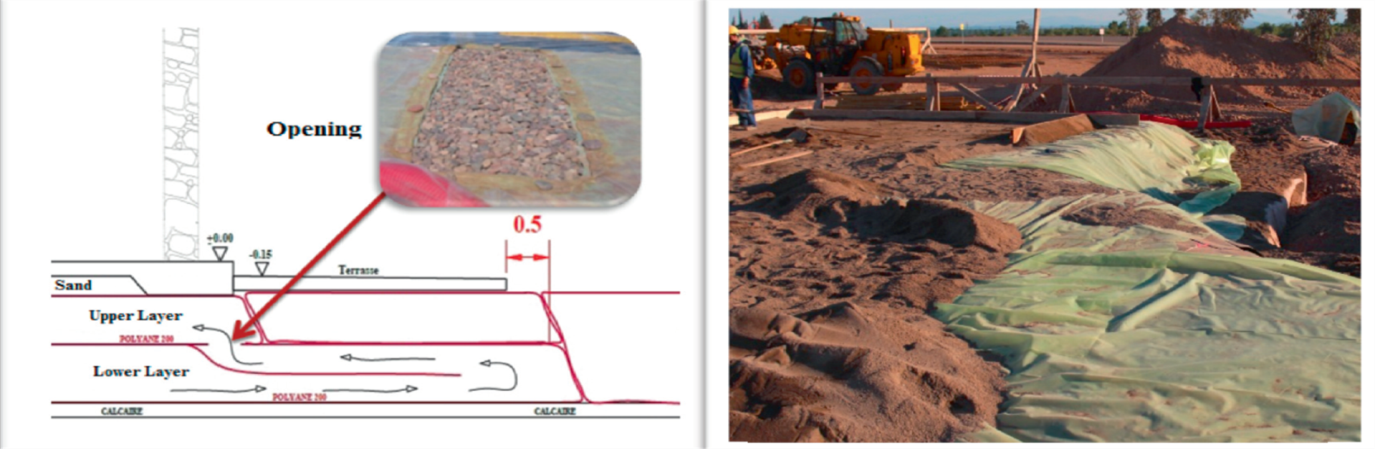 Opening
0.5
±0.00
-0.15
Terrasse
Sand
Upper Layer
POLYANE 200
Lower Layer
POLYANE 200
CALCAIRE
CALCAIRE